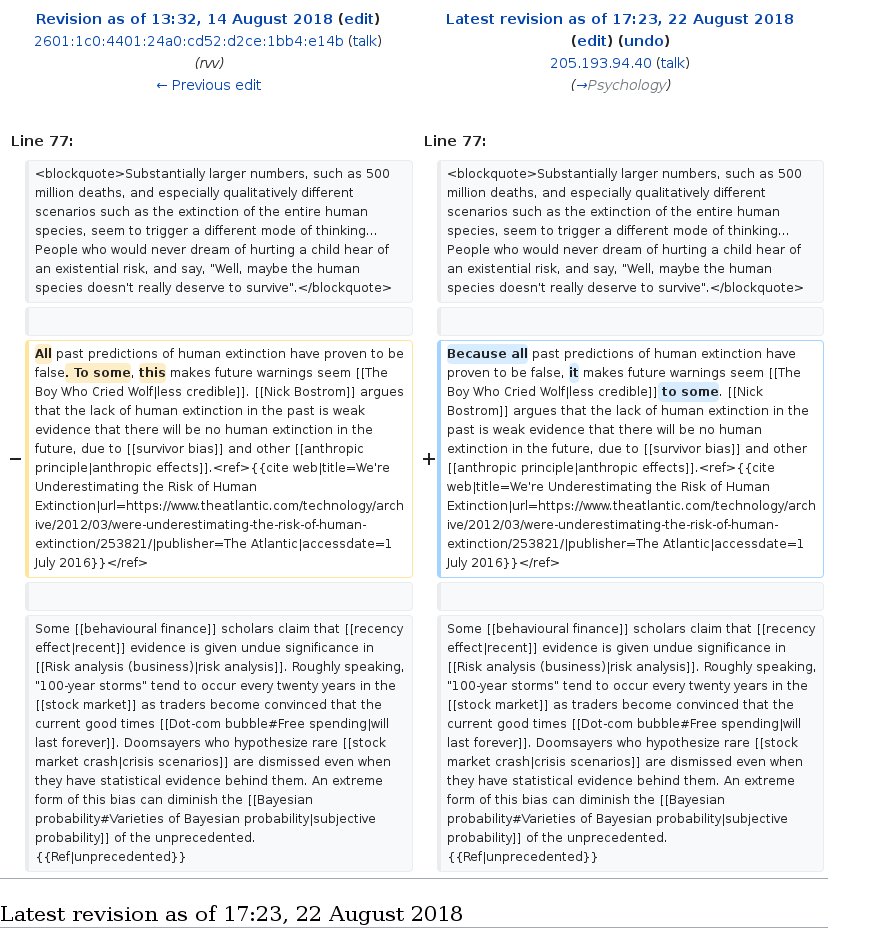 Revision as of 13:32, 14 August 2018 (edit)
2601:1c0:4401:24a0:cd52:d2ce:1bb4:e14b (talk)
(rvv)
← Previous edit
Latest revision as of 17:23, 22 August 2018
(edit) (undo)
205.193.94.40 (talk)
(→Psychology)
Line 77:
<blockquote>Substantially larger numbers, such as 500
million deaths, and especially qualitatively different
scenarios such as the extinction of the entire human
species, seem to trigger a different mode of thinking...
People who would never dream of hurting a child hear of
an existential risk, and say, "Well, maybe the human
species doesn't really deserve to survive".</blockquote>
− All past predictions of human extinction have proven to be
false. To some, this makes future warnings seem [[The
Boy Who Cried Wolf|less credible]]. [[Nick Bostrom]] argues
that the lack of human extinction in the past is weak
evidence that there will be no human extinction in the
future, due to [[survivor bias]] and other [[anthropic
principle|anthropic effects]].<ref>{{cite web|title=We're
Underestimating the Risk of Human
Extinction|url=https://www.theatlantic.com/technology/arch
ive/2012/03/were-underestimating-the-risk-of-human-
extinction/253821/|publisher=The Atlantic|accessdate=1
July 2016}}</ref>
Some [[behavioural finance]] scholars claim that [[recency
effect|recent]] evidence is given undue significance in
[[Risk analysis (business)|risk analysis]]. Roughly speaking,
"100-year storms" tend to occur every twenty years in the
[[stock market]] as traders become convinced that the
current good times [[Dot-com bubble#Free spending|will
last forever]]. Doomsayers who hypothesize rare [[stock
market crash|crisis scenarios]] are dismissed even when
they have statistical evidence behind them. An extreme
form of this bias can diminish the [[Bayesian
probability#Varieties of Bayesian probability|subjective
probability]] of the unprecedented.
{{Ref|unprecedented}}
Line 77:
<blockquote>Substantially larger numbers, such as 500
million deaths, and especially qualitatively different
scenarios such as the extinction of the entire human
species, seem to trigger a different mode of thinking...
People who would never dream of hurting a child hear of
an existential risk, and say, "Well, maybe the human
species doesn't really deserve to survive".</blockquote>
+ Because all past predictions of human extinction have
proven to be false, it makes future warnings seem [[The
Boy Who Cried Wolf|less credible]] to some. [[Nick
Bostrom]] argues that the lack of human extinction in the
past is weak evidence that there will be no human
extinction in the future, due to [[survivor bias]] and other
[[anthropic principle|anthropic effects]].<ref>{{cite
web|title=We're Underestimating the Risk of Human
Extinction|url=https://www.theatlantic.com/technology/arch
ive/2012/03/were-underestimating-the-risk-of-human-
extinction/253821/|publisher=The Atlantic|accessdate=1
July 2016}}</ref>
Some [[behavioural finance]] scholars claim that [[recency
effect|recent]] evidence is given undue significance in
[[Risk analysis (business)|risk analysis]]. Roughly speaking,
"100-year storms" tend to occur every twenty years in the
[[stock market]] as traders become convinced that the
current good times [[Dot-com bubble#Free spending|will
last forever]]. Doomsayers who hypothesize rare [[stock
market crash|crisis scenarios]] are dismissed even when
they have statistical evidence behind them. An extreme
form of this bias can diminish the [[Bayesian
probability#Varieties of Bayesian probability|subjective
probability]] of the unprecedented.
{{Ref|unprecedented}}
Latest revision as of 17:23, 22 August 2018